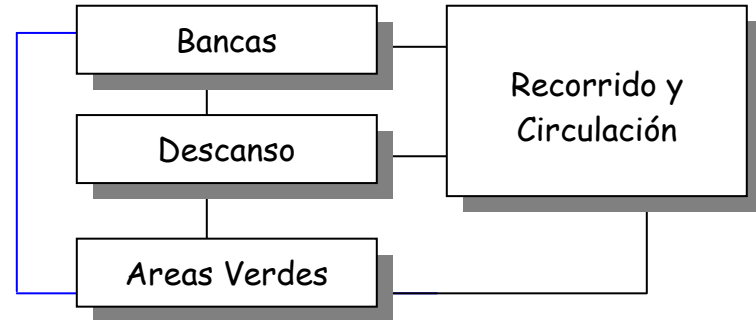 Bancas
Recorrido y
Circulación
Descanso
Areas Verdes